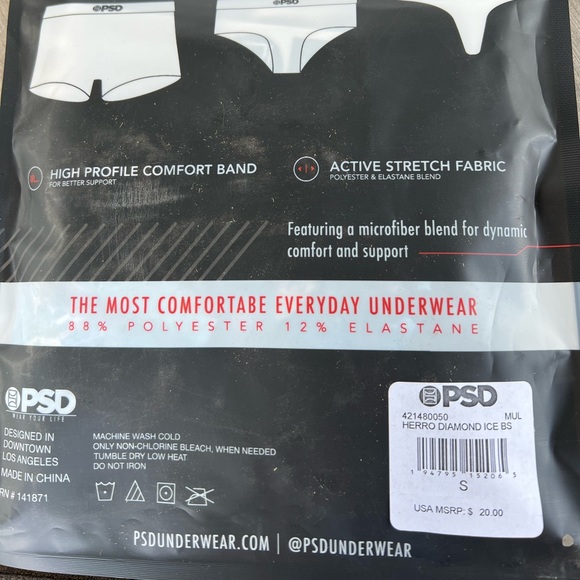 PSD
PSD
HIGH PROFILE COMFORT BAND
FOR BETTER SUPPORT
ACTIVE STRETCH FABRIC
POLYESTER & ELASTANE BLEND
Featuring a microfiber blend for dynamic
comfort and support
THE MOST COMFORTABE EVERYDAY UNDERWEAR
88% POLYESTER 12% ELASTANE
PSD
WEAR YOUR LIFE
DESIGNED IN
DOWNTOWN
LOS ANGELES
MADE IN CHINA
RN # 141871
MACHINE WASH COLD
ONLY NON-CHLORINE BLEACH, WHEN NEEDED
TUMBLE DRY LOW HEAT
DO NOT IRON
PSD
421480050 MUL
HERRO DIAMOND ICE BS
1 94795 15206 5
S
USA MSRP: $ 20.00
PSDUNDERWEAR.COM | @PSDUNDERWEAR